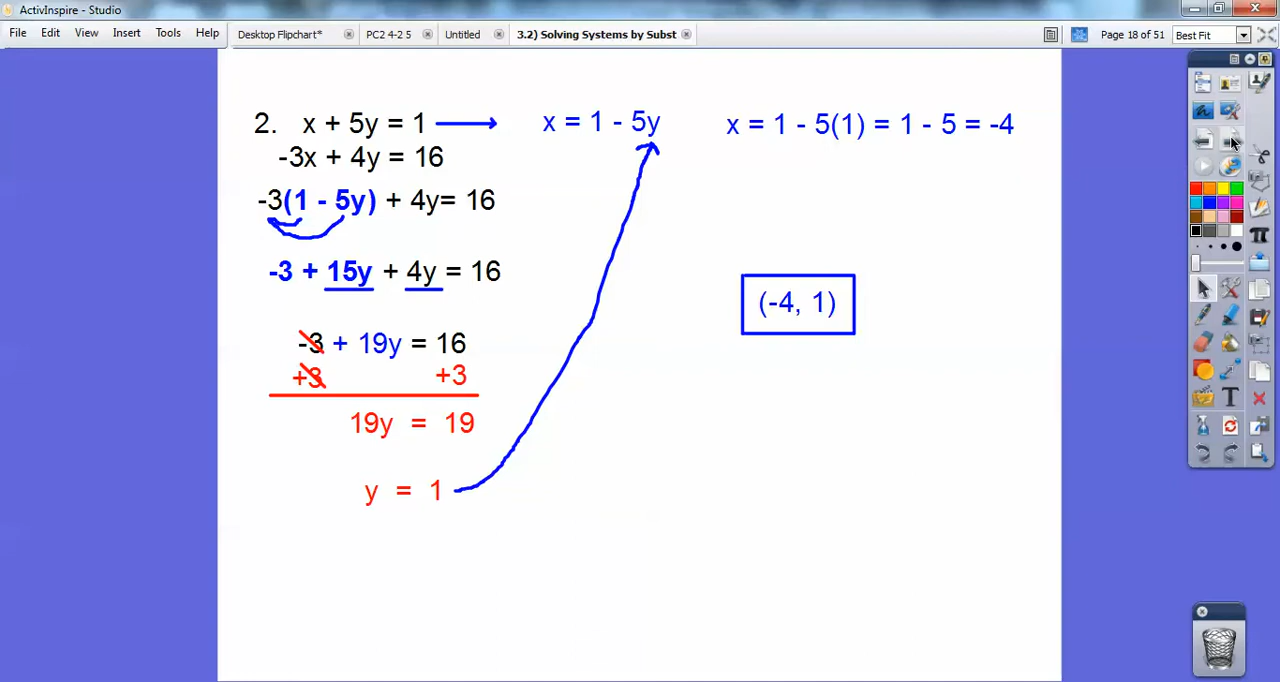 ActivInspire - Studio
File Edit View Insert Tools Help
Desktop Flipchart* PC2 4-2 5 Untitled 3.2) Solving Systems by Subst
Page 18 of 51 Best Fit
2. x + 5y = 1
x = 1 - 5y
x = 1 - 5(1) = 1 - 5 = -4
-3x + 4y = 16
-3(1 - 5y) + 4y= 16
-3 + 15y + 4y = 16
(-4, 1)
-3 + 19y = 16
+3 +3
19y = 19
y = 1